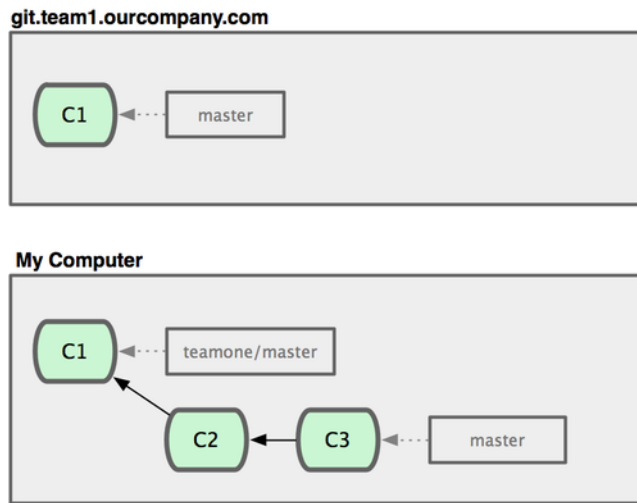 git.team1.ourcompany.com
C1
master
My Computer
C1
teamone/master
C2
C3
master